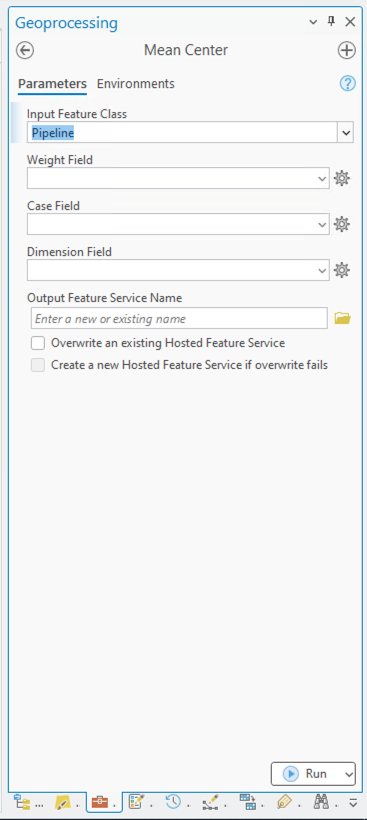 Geoprocessing
Mean Center
Parameters Environments
Input Feature Class
Pipeline
Weight Field
Case Field
Dimension Field
Output Feature Service Name
Enter a new or existing name
Overwrite an existing Hosted Feature Service
Create a new Hosted Feature Service if overwrite fails
Run